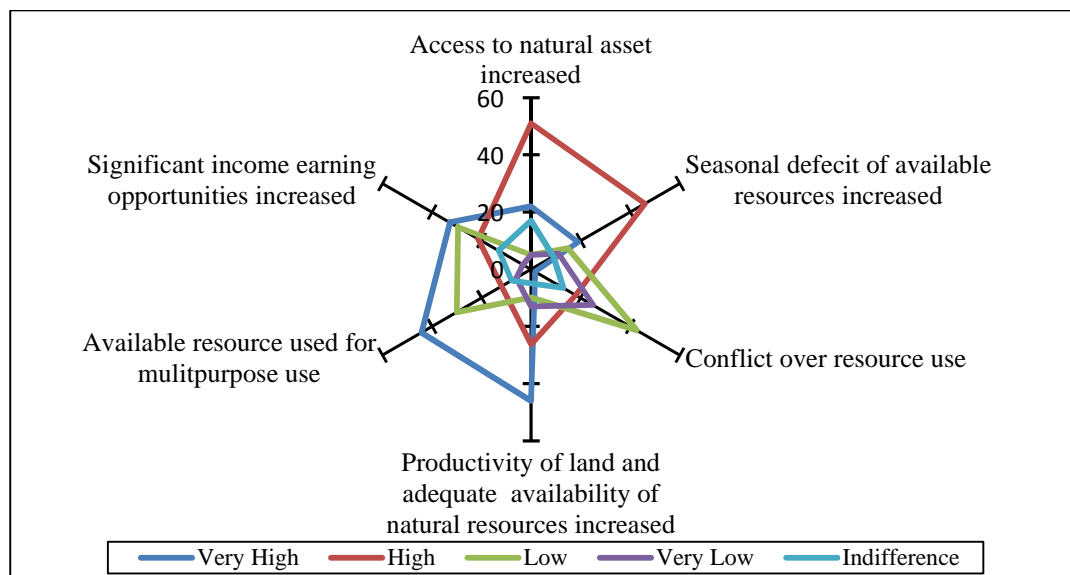 Access to natural asset
increased
60
40
20
0
Significant income earning
opportunities increased
Seasonal defecit of available
resources increased
Available resource used for
mulitpurpose use
Conflict over resource use
Productivity of land and
adequate availability of
natural resources increased
Very High High Low Very Low Indifference